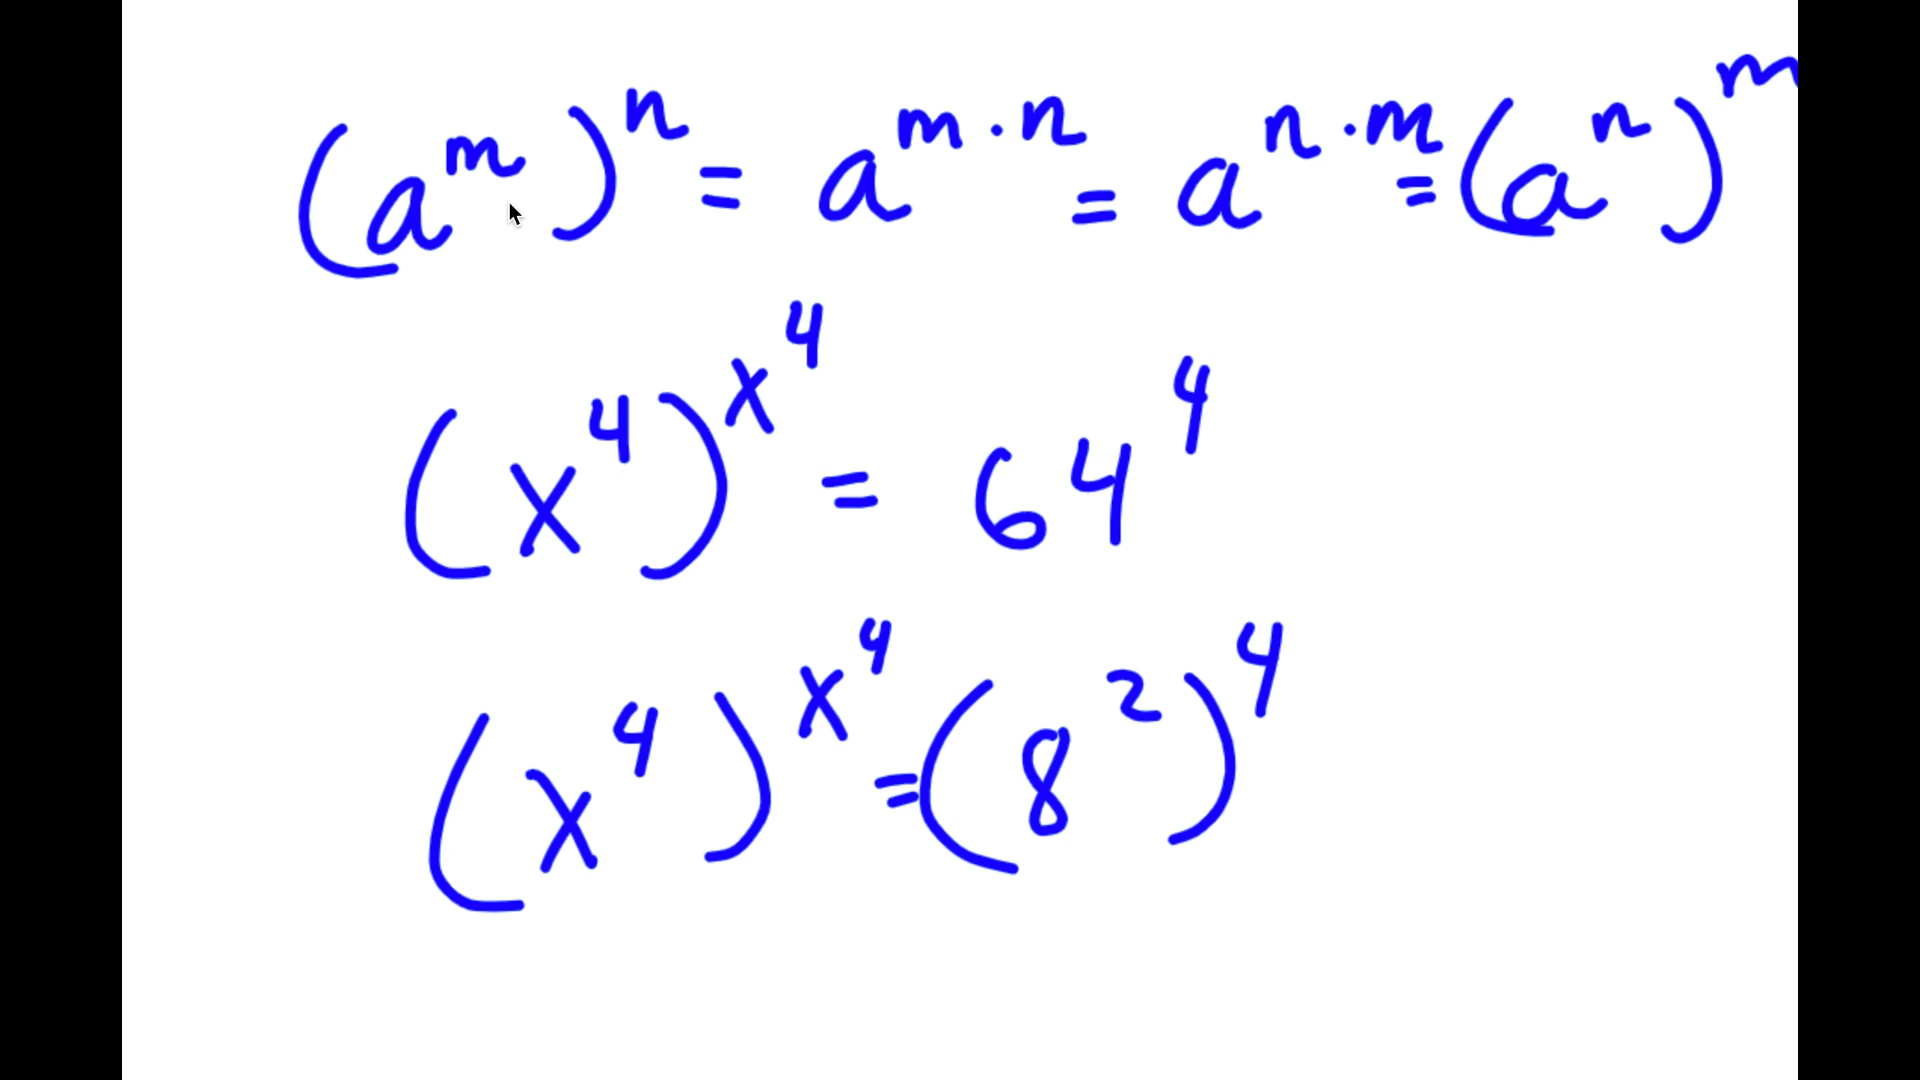 (a^m)^n = a^{m·n} = a^{n·m} = (a^n)^m
(x^4)^{x^4} = 64^4
(x^4)^{x^4} = (8^2)^4